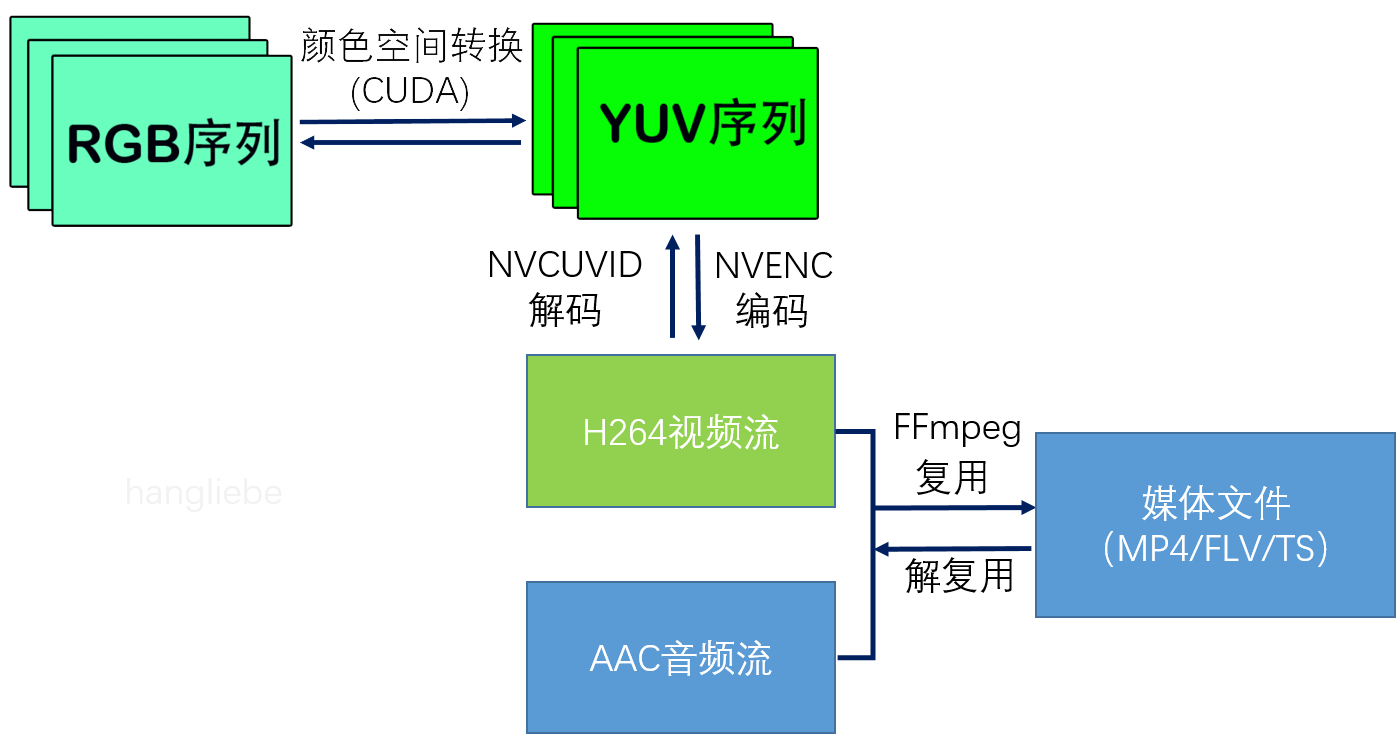 颜色空间转换
(CUDA)
RGB序列
YUV序列
NVCUVID
解码
NVENC
编码
H264视频流
FFmpeg
复用
解复用
媒体文件
（MP4/FLV/TS）
hangliebe
AAC音频流